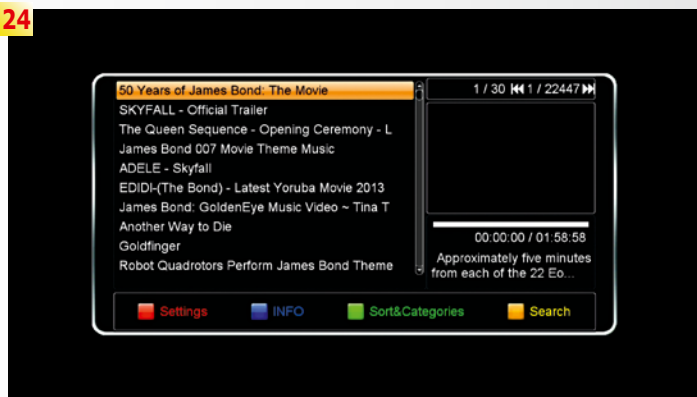 24
50 Years of James Bond: The Movie
SKYFALL - Official Trailer
The Queen Sequence - Opening Ceremony - L
James Bond 007 Movie Theme Music
ADELE - Skyfall
EDIDI-(The Bond) - Latest Yoruba Movie 2013
James Bond: GoldenEye Music Video ~ Tina T
Another Way to Die
Goldfinger
Robot Quadrotors Perform James Bond Theme
1 / 30 ⏮ 1 / 22447 ⏭
00:00:00 / 01:58:58
Approximately five minutes
from each of the 22 Eo...
Settings INFO Sort&Categories Search